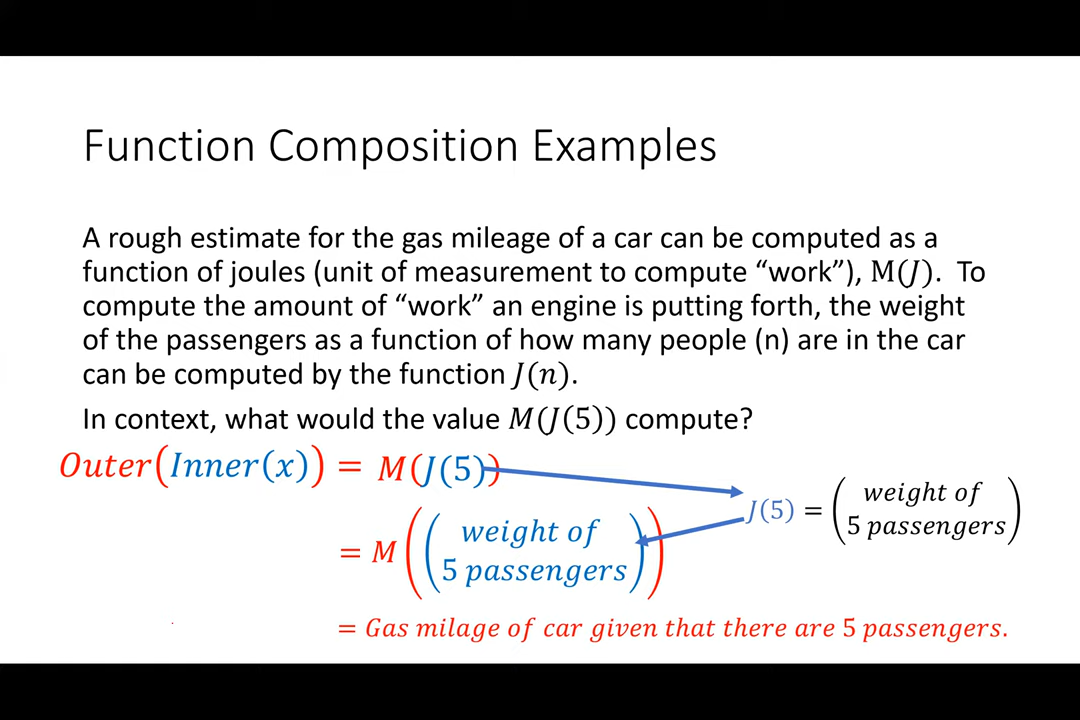 Function Composition Examples
A rough estimate for the gas mileage of a car can be computed as a
function of joules (unit of measurement to compute “work”), M(J). To
compute the amount of “work” an engine is putting forth, the weight
of the passengers as a function of how many people (n) are in the car
can be computed by the function J(n).
In context, what would the value M(J(5)) compute?
Outer(Inner(x)) = M(J(5))
J(5) = (weight of
5 passengers)
= M((weight of
5 passengers))
= Gas milage of car given that there are 5 passengers.